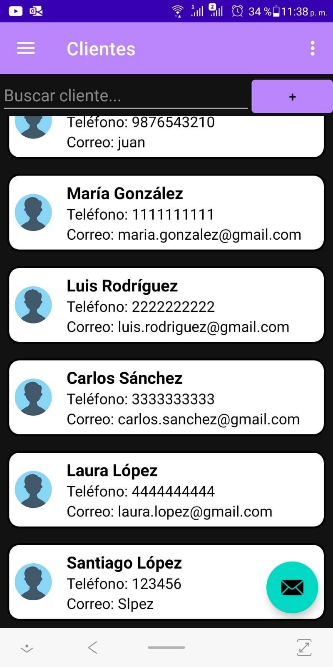 34 % 11:38 p. m.
Clientes
Buscar cliente...
+
Teléfono: 9876543210
Correo: juan
María González
Teléfono: 1111111111
Correo: maria.gonzalez@gmail.com
Luis Rodríguez
Teléfono: 2222222222
Correo: luis.rodriguez@gmail.com
Carlos Sánchez
Teléfono: 3333333333
Correo: carlos.sanchez@gmail.com
Laura López
Teléfono: 4444444444
Correo: laura.lopez@gmail.com
Santiago López
Teléfono: 123456
Correo: Slpez